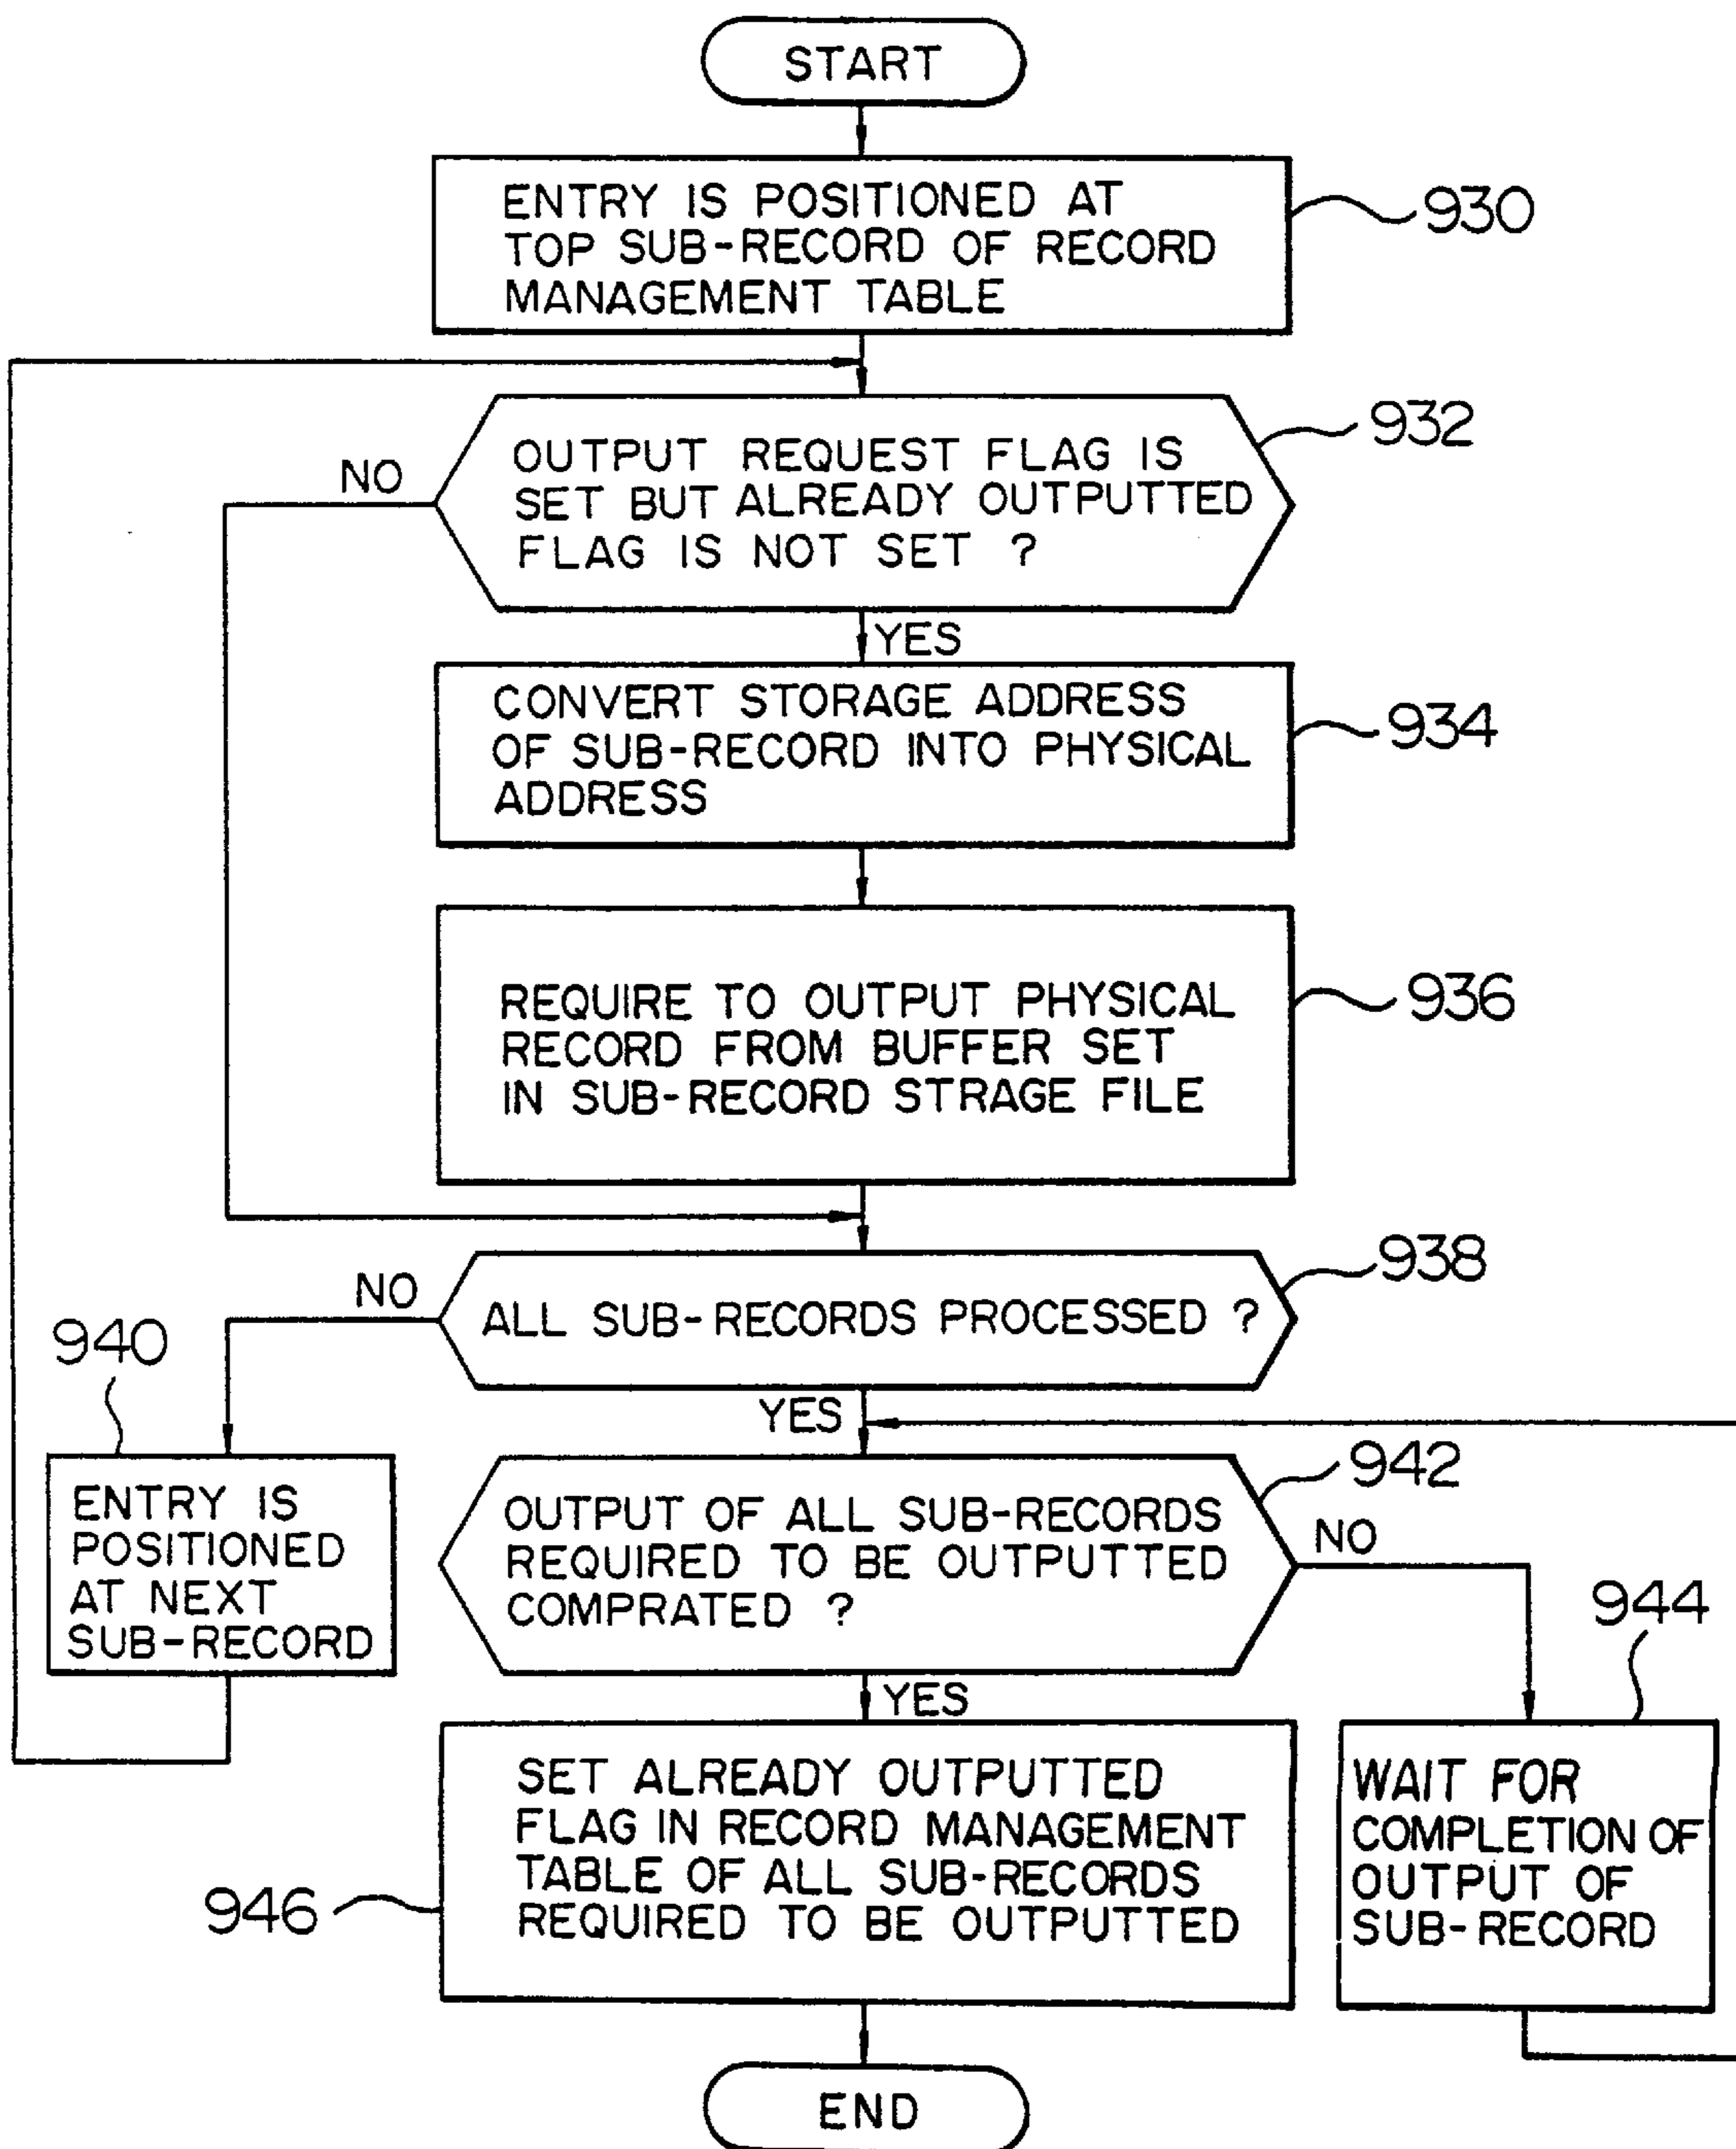 START
ENTRY IS POSITIONED AT
TOP SUB-RECORD OF RECORD
MANAGEMENT TABLE
930
OUTPUT REQUEST FLAG IS
SET BUT ALREADY OUTPUTTED
FLAG IS NOT SET ?
932
NO
YES
CONVERT STORAGE ADDRESS
OF SUB-RECORD INTO PHYSICAL
ADDRESS
934
REQUIRE TO OUTPUT PHYSICAL
RECORD FROM BUFFER SET
IN SUB-RECORD STRAGE FILE
936
ALL SUB-RECORDS PROCESSED ?
938
NO
YES
940
ENTRY IS
POSITIONED
AT NEXT
SUB-RECORD
OUTPUT OF ALL SUB-RECORDS
REQUIRED TO BE OUTPUTTED
COMPRATED ?
942
NO
YES
944
WAIT FOR
COMPLETION OF
OUTPUT OF
SUB-RECORD
SET ALREADY OUTPUTTED
FLAG IN RECORD MANAGEMENT
TABLE OF ALL SUB-RECORDS
REQUIRED TO BE OUTPUTTED
946
END